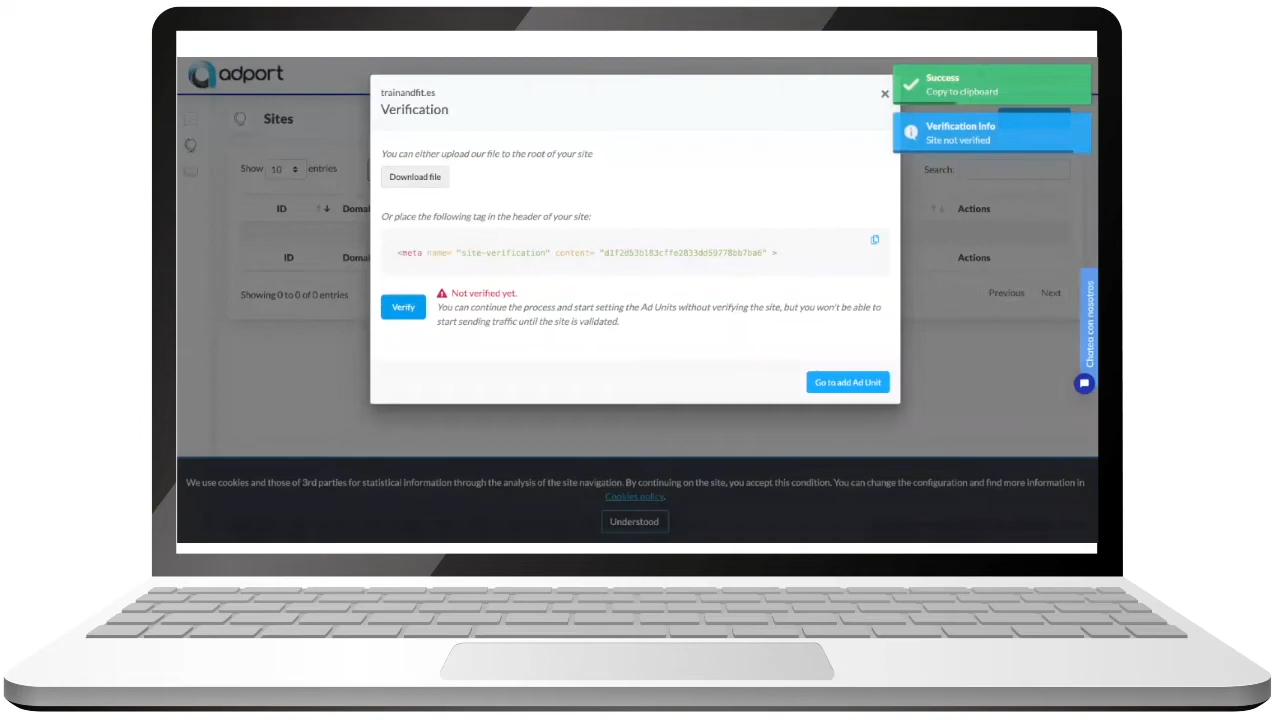 adport
Sites
Show 10 entries
Search:
ID Domai
Actions
ID Domai
Actions
Showing 0 to 0 of 0 entries
Previous Next
trainandfit.es
Verification
You can either upload our file to the root of your site
Download file
Or place the following tag in the header of your site:
<meta name= "site-verification" content= "d1f2d53b183cffe2833dd59778bb7ba6" >
Verify
Not verified yet.
You can continue the process and start setting the Ad Units without verifying the site, but you won't be able to
start sending traffic until the site is validated.
Go to add Ad Unit
Success
Copy to clipboard
Verification Info
Site not verified
Chatea con nosotros
We use cookies and those of 3rd parties for statistical information through the analysis of the site navigation. By continuing on the site, you accept this condition. You can change the configuration and find more information in
Cookies policy.
Understood